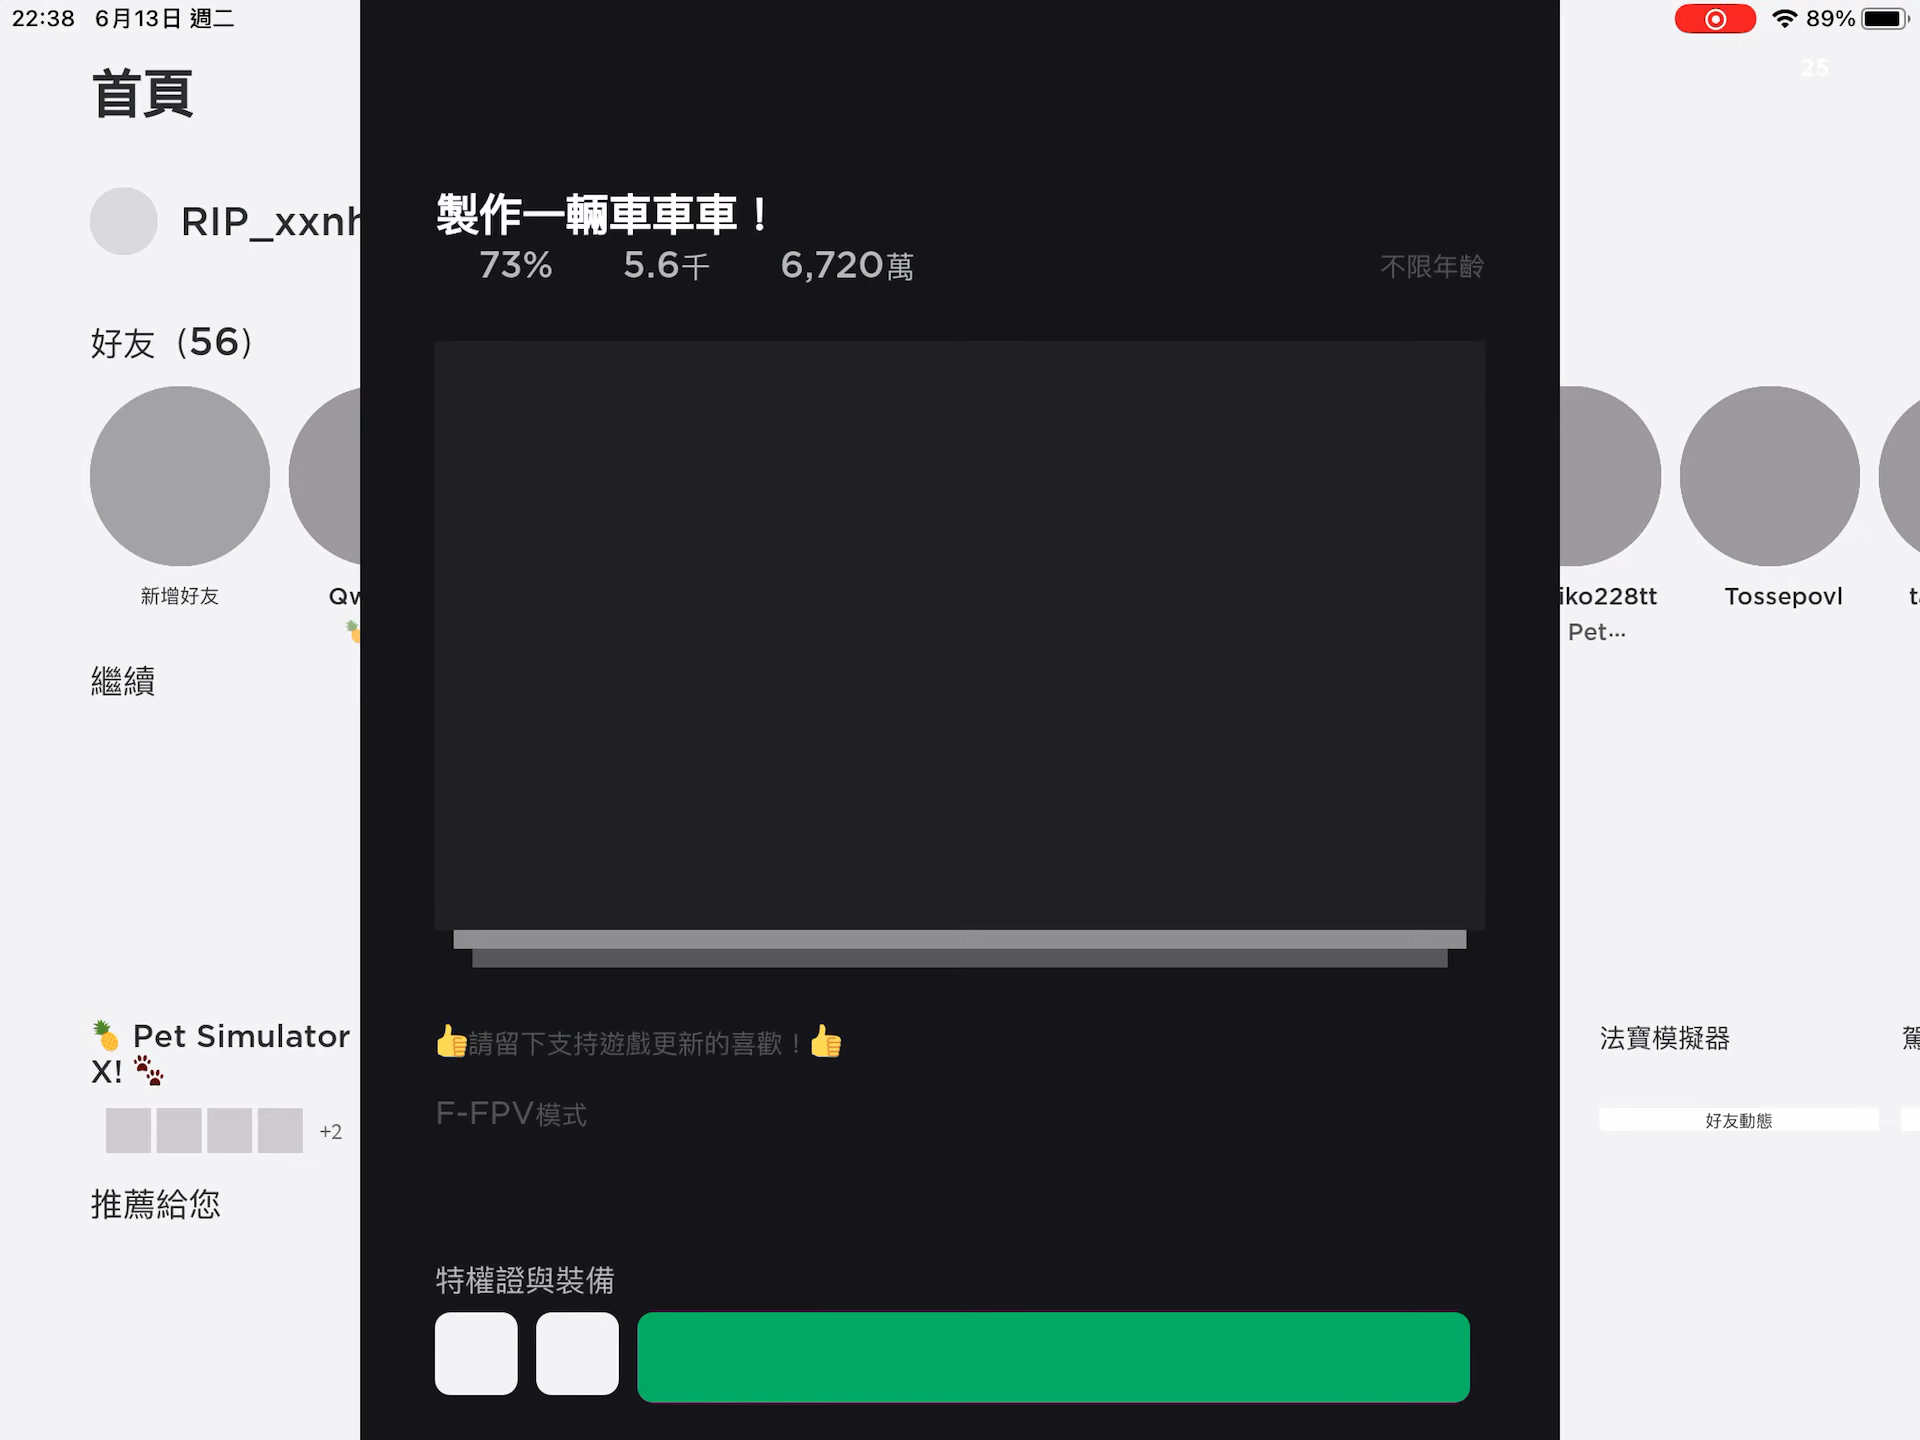 22:38 6月13日 週二
89%
25
首頁
RIP_xxnh
製作一輛車車車！
73% 5.6千 6,720萬
不限年齡
好友（56）
新增好友
Qw
iko228tt
Pet...
Tossepovl
t
繼續
🍍 Pet Simulator
X! 🐾
+2
推薦給您
👍請留下支持遊戲更新的喜歡！👍
F-FPV模式
特權證與裝備
法寶模擬器
駕
好友動態